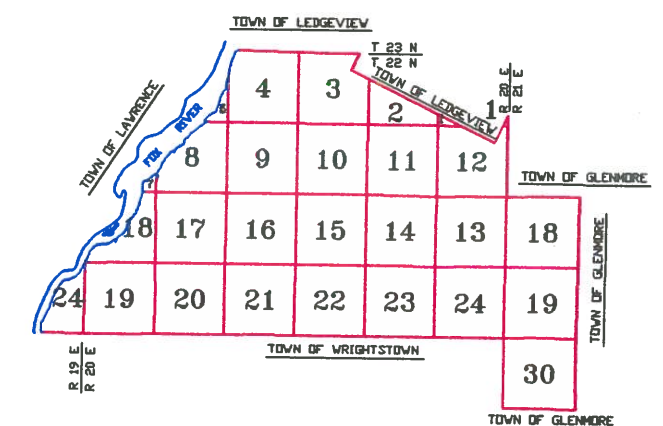 TOWN OF LEDGEVIEW
T 23 N
T 22 N
TOWN OF LEDGEVIEW
R 20 E
R 21 E
TOWN OF LAWRENCE
FOX RIVER
4
3
2
1
8
9
10
11
12
TOWN OF GLENMORE
7
18
17
16
15
14
13
18
TOWN OF GLENMORE
24
19
20
21
22
23
24
19
R 19 E
R 20 E
TOWN OF WRIGHTSTOWN
30
TOWN OF GLENMORE